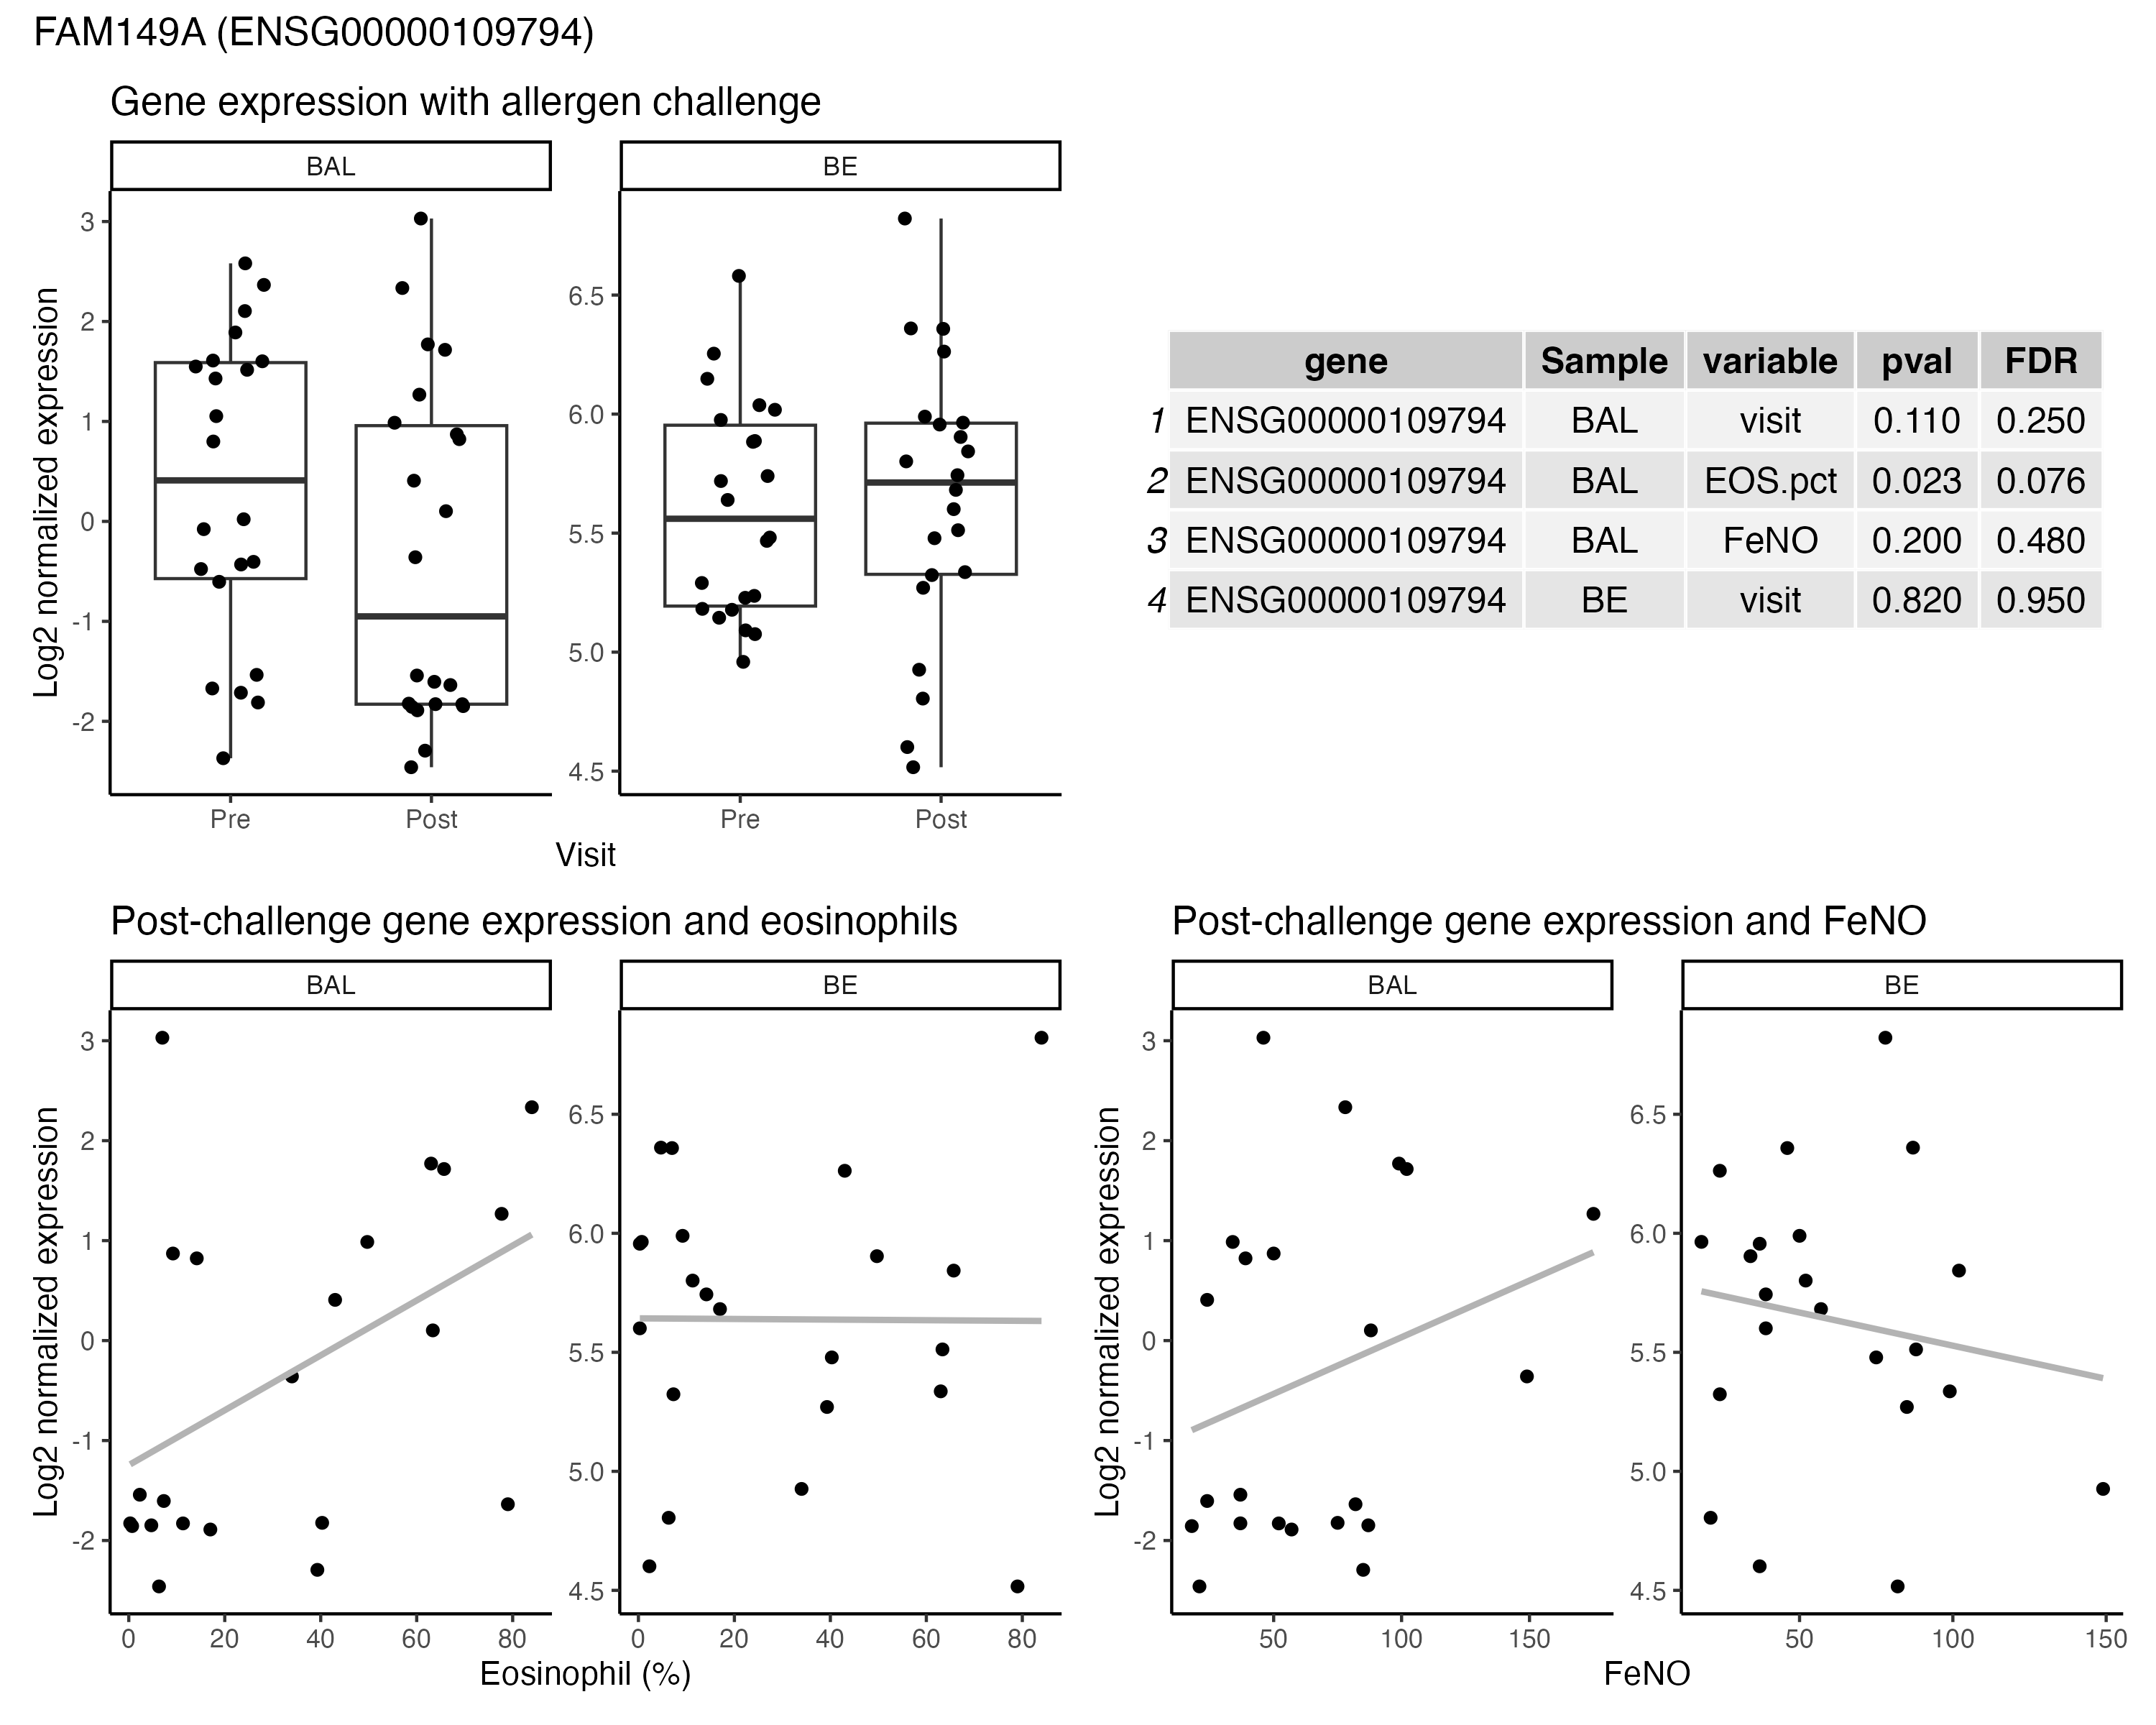 FAM149A (ENSG00000109794)
Gene expression with allergen challenge
BAL
BE
Log2 normalized expression
3
2
1
0
-1
-2
6.5
6.0
5.5
5.0
4.5
Pre
Post
Pre
Post
Visit
gene Sample variable pval FDR
1 ENSG00000109794 BAL visit 0.110 0.250
2 ENSG00000109794 BAL EOS.pct 0.023 0.076
3 ENSG00000109794 BAL FeNO 0.200 0.480
4 ENSG00000109794 BE visit 0.820 0.950
Post-challenge gene expression and eosinophils
BAL
BE
Log2 normalized expression
3
2
1
0
-1
-2
6.5
6.0
5.5
5.0
4.5
0 20 40 60 80
0 20 40 60 80
Eosinophil (%)
Post-challenge gene expression and FeNO
BAL
BE
Log2 normalized expression
3
2
1
0
-1
-2
6.5
6.0
5.5
5.0
4.5
50 100 150
50 100 150
FeNO